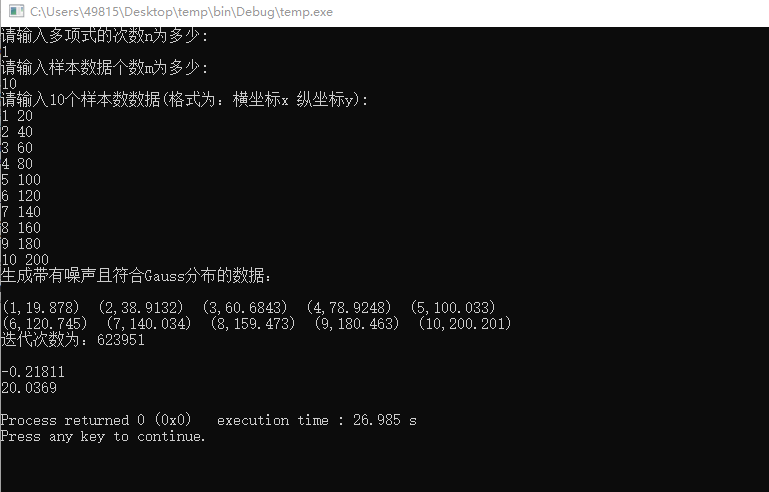 C:\Users\49815\Desktop\temp\bin\Debug\temp.exe
请输入多项式的次数n为多少:
1
请输入样本数据个数m为多少:
10
请输入10个样本数数据(格式为：横坐标x 纵坐标y):
1 20
2 40
3 60
4 80
5 100
6 120
7 140
8 160
9 180
10 200
生成带有噪声且符合Gauss分布的数据：
(1,19.878) (2,38.9132) (3,60.6843) (4,78.9248) (5,100.033)
(6,120.745) (7,140.034) (8,159.473) (9,180.463) (10,200.201)
迭代次数为：623951
-0.21811
20.0369
Process returned 0 (0x0) execution time : 26.985 s
Press any key to continue.